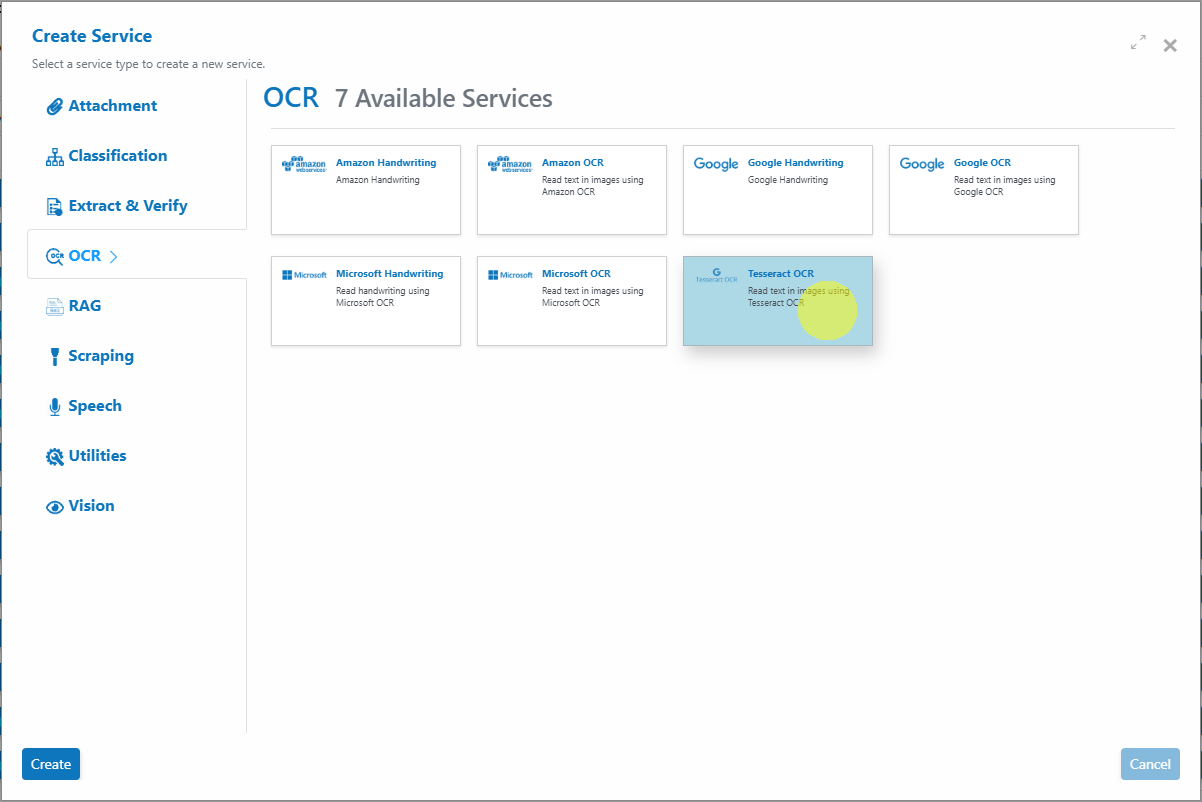 Create Service
Select a service type to create a new service.
Attachment
Classification
Extract & Verify
OCR
RAG
Scraping
Speech
Utilities
Vision
OCR 7 Available Services
amazon
webservices
Amazon Handwriting
Amazon Handwriting
amazon
webservices
Amazon OCR
Read text in images using
Amazon OCR
Google
Google Handwriting
Google Handwriting
Google
Google OCR
Read text in images using
Google OCR
Microsoft
Microsoft Handwriting
Read handwriting using
Microsoft OCR
Microsoft
Microsoft OCR
Read text in images using
Microsoft OCR
G
Tesseract OCR
Tesseract OCR
Read text in images using
Tesseract OCR
Create
Cancel